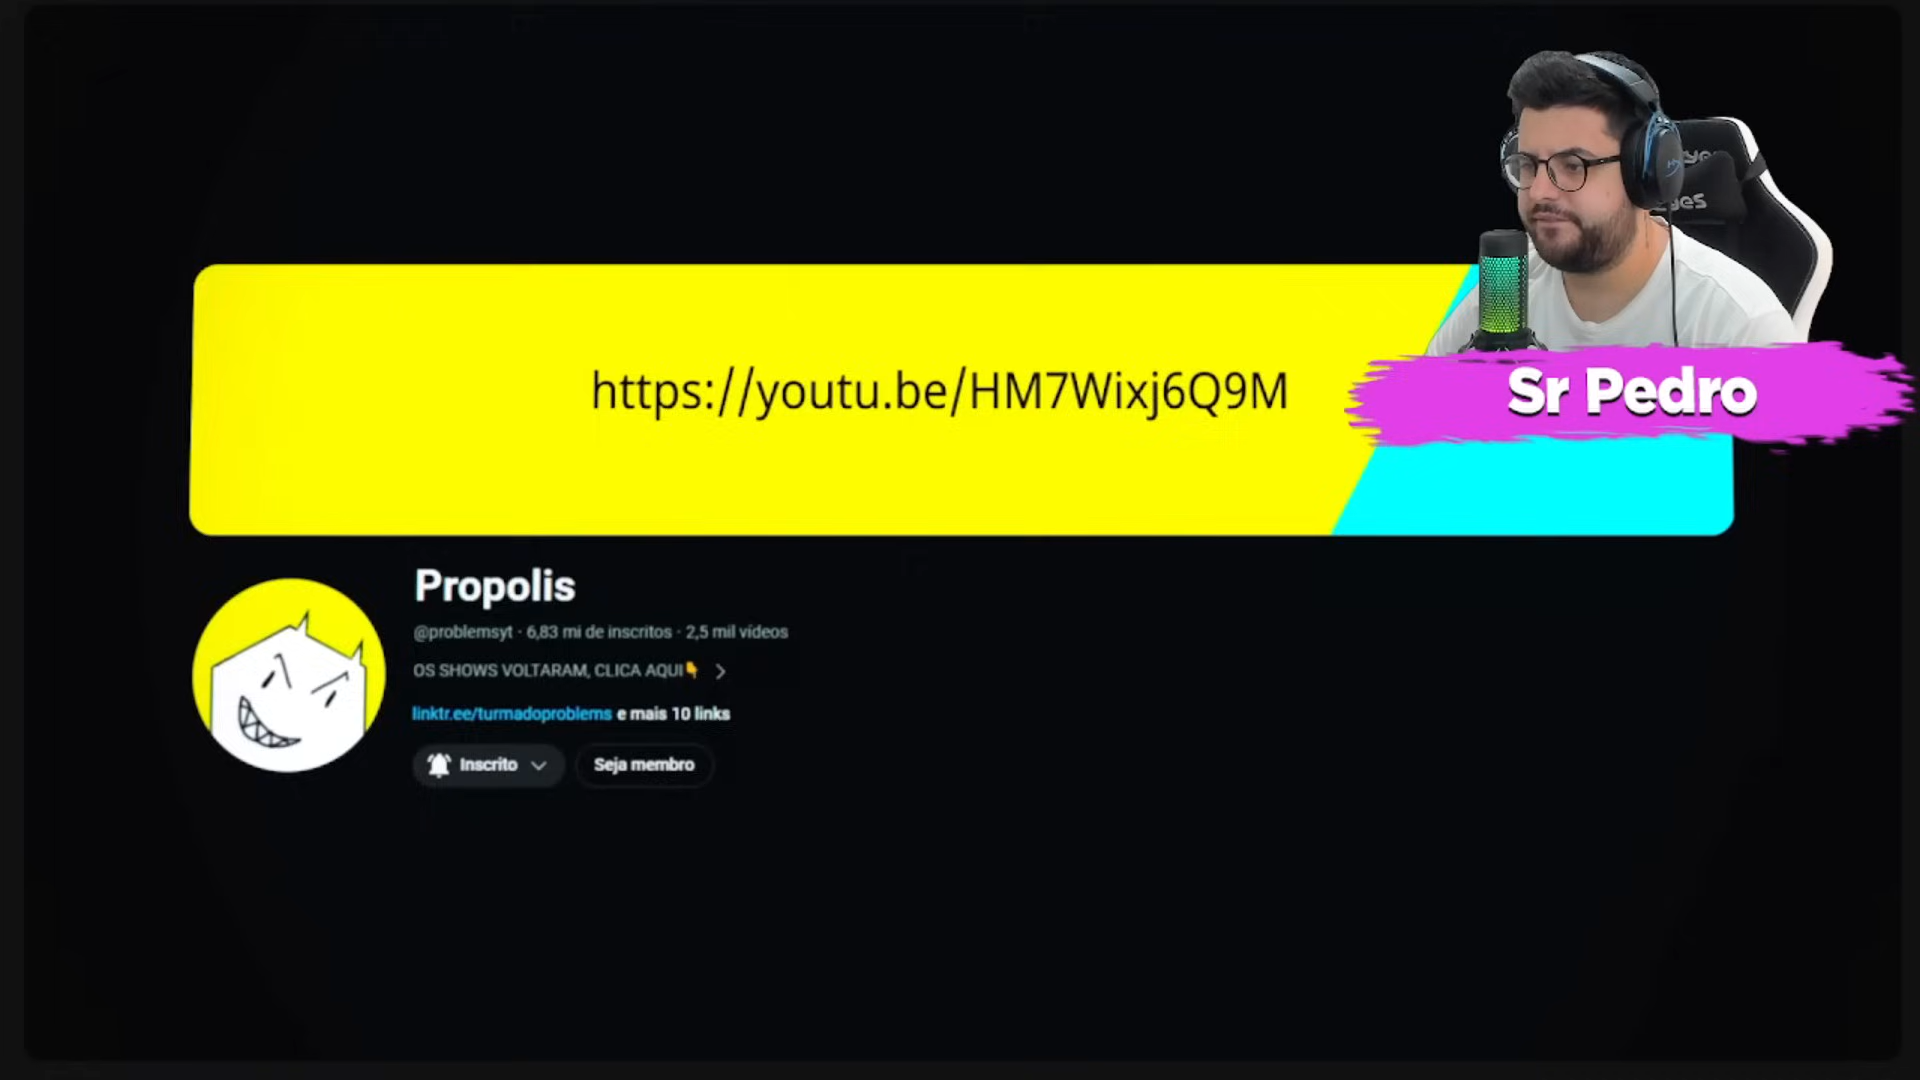 https://youtu.be/HM7Wixj6Q9M
Sr Pedro
Propolis
@problemsyt · 6,83 mi de inscritos · 2,5 mil vídeos
OS SHOWS VOLTARAM, CLICA AQUI👇 >
linktr.ee/turmadoproblems e mais 10 links
Inscrito
Seja membro